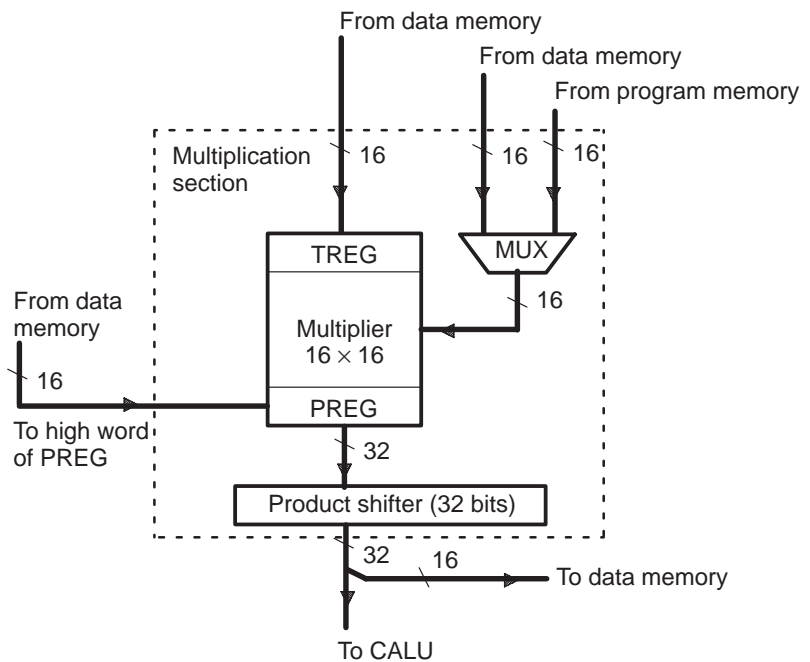 From data memory
From data memory
From program memory
Multiplication
section
16
16
16
TREG
MUX
16
From data
memory
Multiplier
16 × 16
16
PREG
To high word
of PREG
32
Product shifter (32 bits)
32
16
To data memory
To CALU